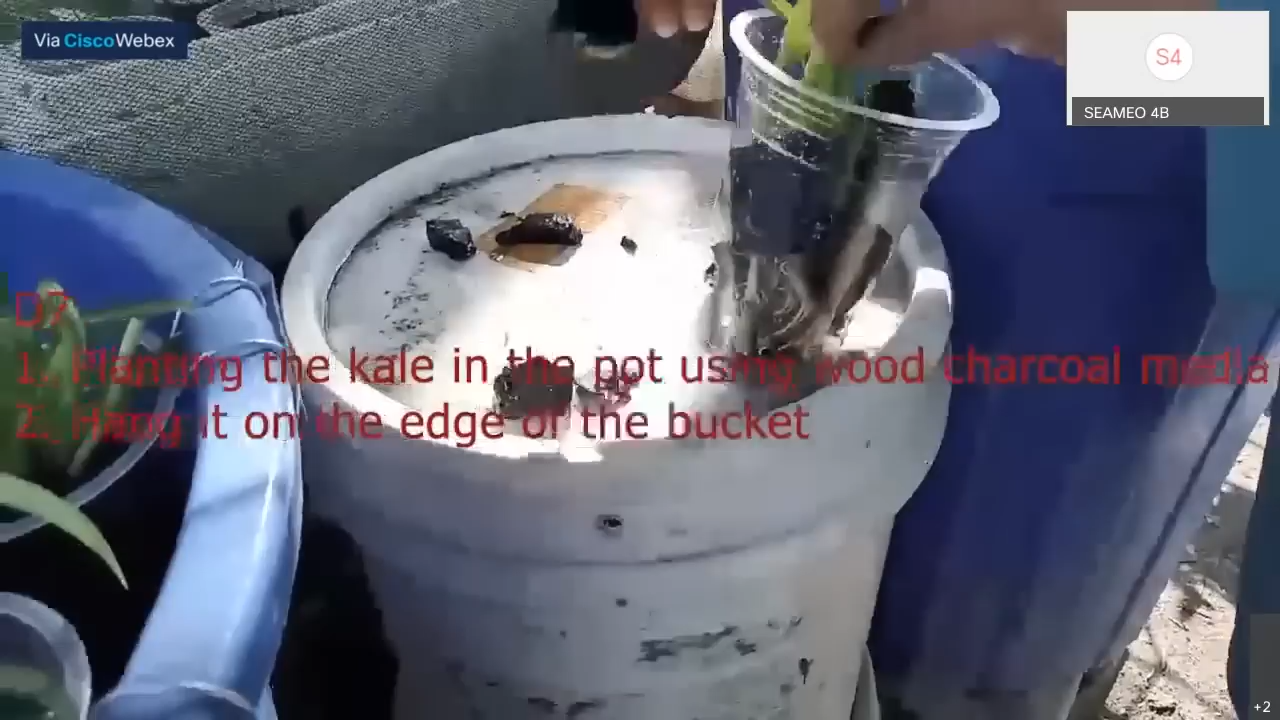 Via CiscoWebex
S4
SEAMEO 4B
D7
1. Planting the kale in the pot using wood charcoal media
2. Hang it on the edge of the bucket
+2